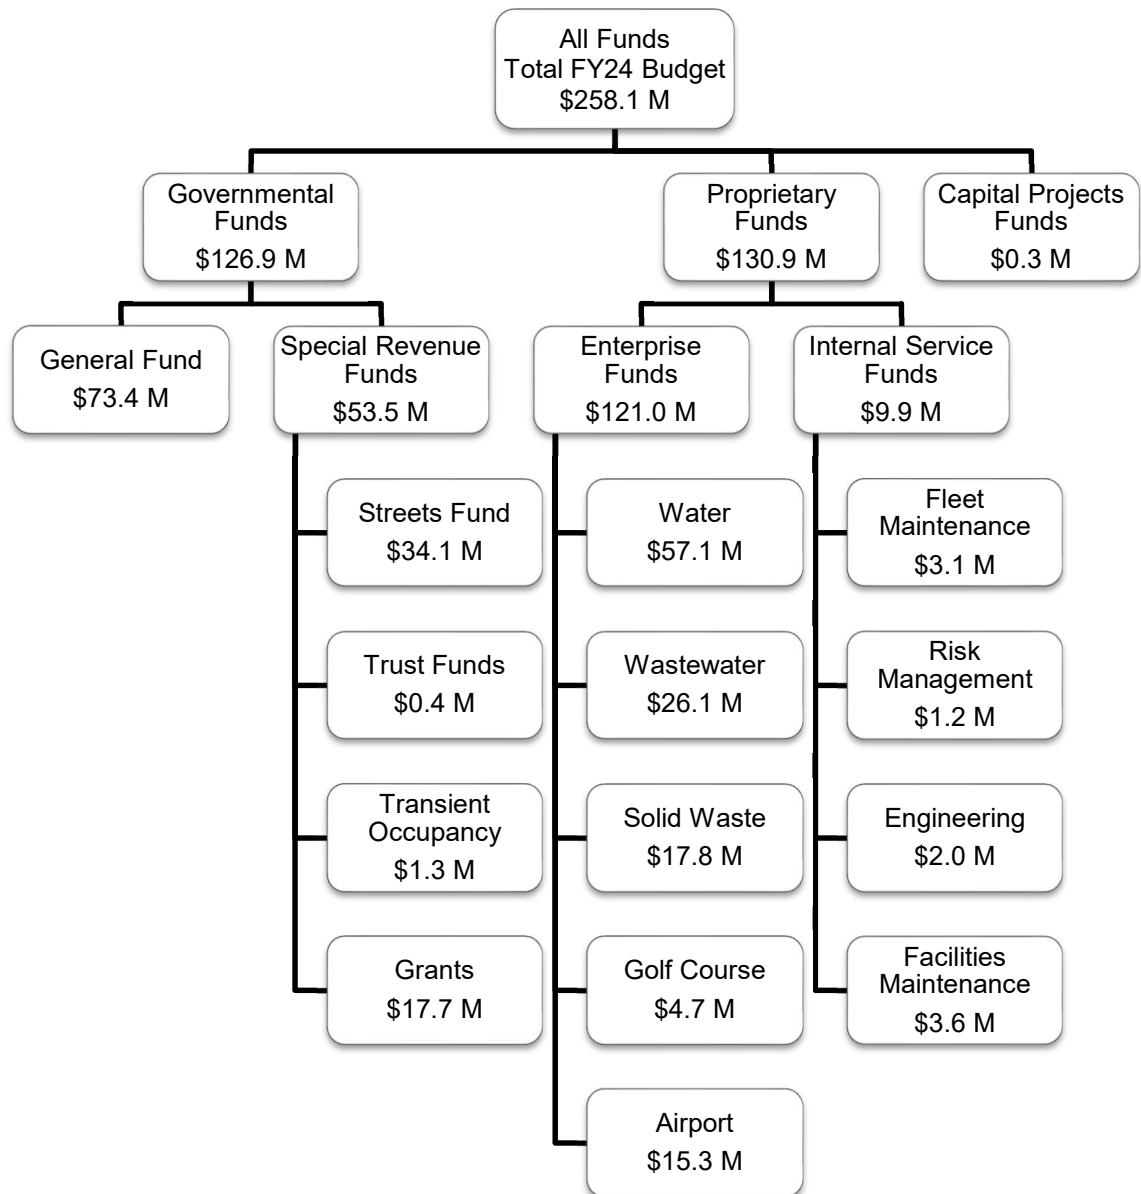 All Funds
Total FY24 Budget
$258.1 M
Governmental
Funds
$126.9 M
Proprietary
Funds
$130.9 M
Capital Projects
Funds
$0.3 M
General Fund
$73.4 M
Special Revenue
Funds
$53.5 M
Enterprise
Funds
$121.0 M
Internal Service
Funds
$9.9 M
Streets Fund
$34.1 M
Water
$57.1 M
Fleet
Maintenance
$3.1 M
Trust Funds
$0.4 M
Wastewater
$26.1 M
Risk
Management
$1.2 M
Transient
Occupancy
$1.3 M
Solid Waste
$17.8 M
Engineering
$2.0 M
Grants
$17.7 M
Golf Course
$4.7 M
Facilities
Maintenance
$3.6 M
Airport
$15.3 M